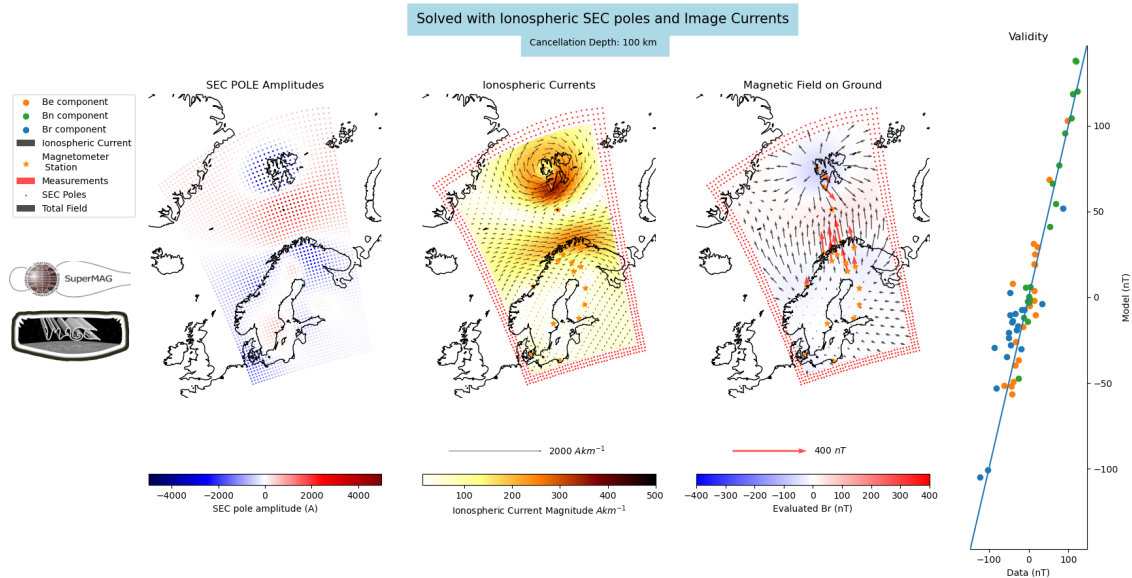 Solved with Ionospheric SEC poles and Image Currents
Cancellation Depth: 100 km
Be component
Bn component
Br component
Ionospheric Current
Magnetometer
Station
Measurements
SEC Poles
Total Field
SuperMAG
IMAGE
SEC POLE Amplitudes
−4000 −2000 0 2000 4000
SEC pole amplitude (A)
Ionospheric Currents
2000 Akm⁻¹
100 200 300 400 500
Ionospheric Current Magnitude Akm⁻¹
Magnetic Field on Ground
400 nT
−400 −300 −200 −100 0 100 200 300 400
Evaluated Br (nT)
Validity
100
50
0
−50
−100
Model (nT)
−100 0 100
Data (nT)